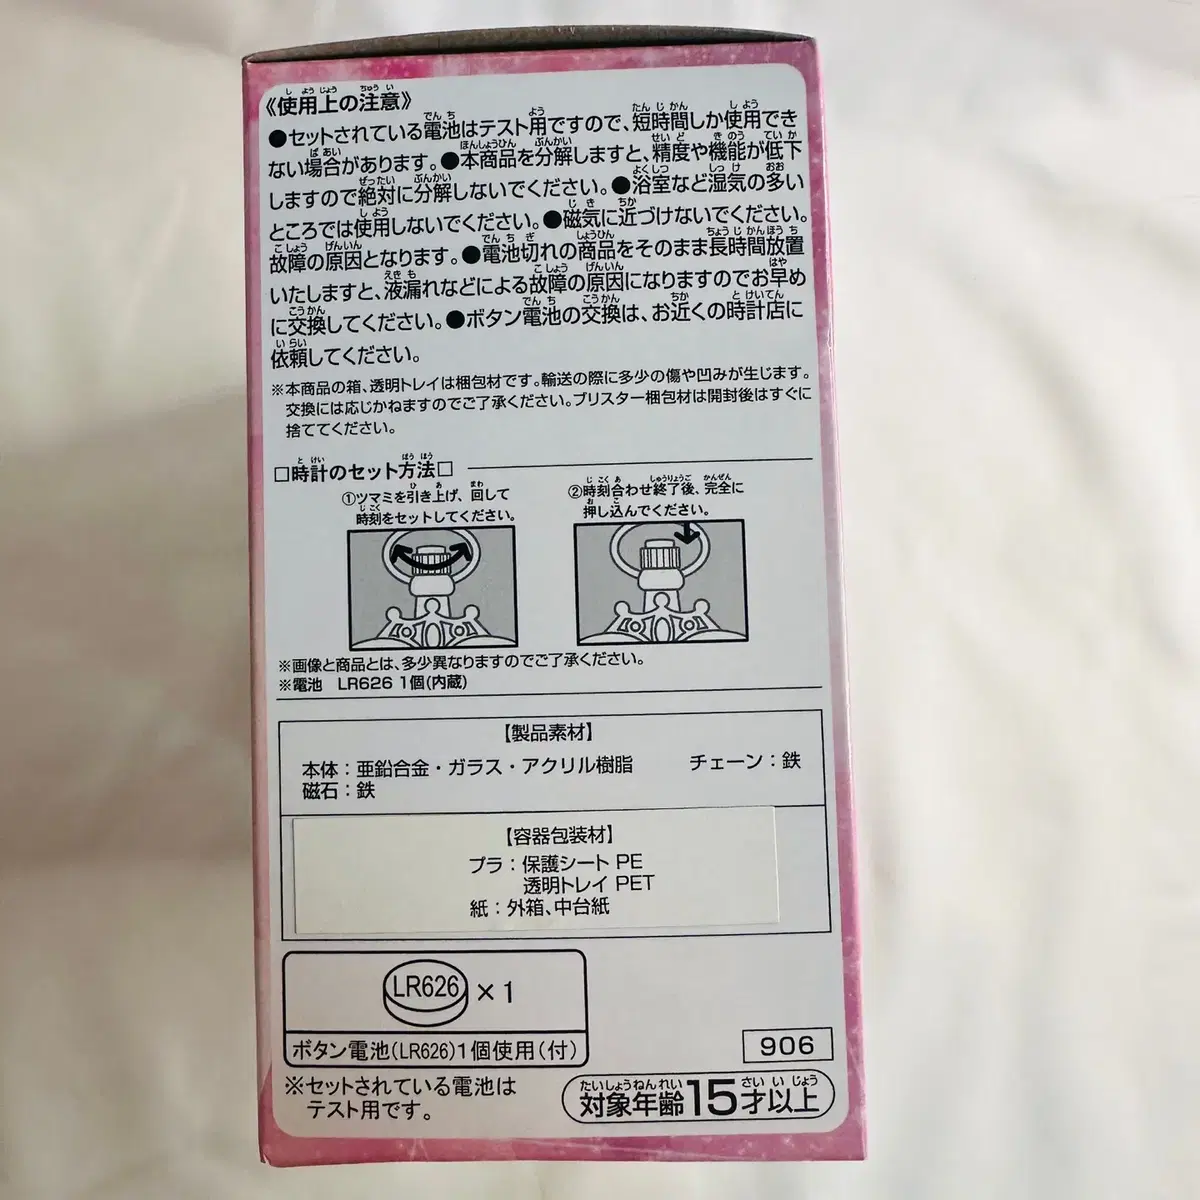 《使用上の注意》
●セットされている電池はテスト用ですので、短時間しか使用でき
ない場合があります。●本商品を分解しますと、精度や機能が低下
しますので絶対に分解しないでください。●浴室など湿気の多い
ところでは使用しないでください。●磁気に近づけないでください。
故障の原因となります。●電池切れの商品をそのまま長時間放置
いたしますと、液漏れなどによる故障の原因になりますのでお早め
に交換してください。●ボタン電池の交換は、お近くの時計店に
依頼してください。
※本商品の箱、透明トレイは梱包材です。輸送の際に多少の傷や凹みが生じます。
交換には応じかねますのでご了承ください。ブリスター梱包材は開封後はすぐに
捨ててください。
□時計のセット方法□
①ツマミを引き上げ、回して
時刻をセットしてください。
②時刻合わせ終了後、完全に
押し込んでください。
※画像と商品とは、多少異なりますのでご了承ください。
※電池 LR626 1個(内蔵)
【製品素材】
本体：亜鉛合金・ガラス・アクリル樹脂 チェーン：鉄
磁石：鉄
【容器包装材】
プラ：保護シート PE
透明トレイ PET
紙：外箱、中台紙
LR626 ×1
ボタン電池(LR626)1個使用(付)
※セットされている電池は
テスト用です。
906
対象年齢15才以上